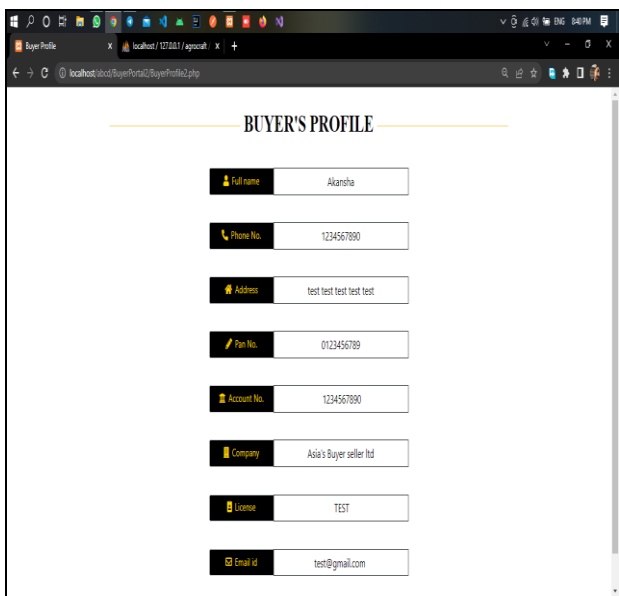 ENG 8:40 PM
Buyer Profile
localhost / 127.0.0.1 / agrocraft /
localhost/abcd/BuyerPortal2/BuyerProfile2.php
BUYER'S PROFILE
Full name Akansha
Phone No. 1234567890
Address test test test test test
Pan No. 0123456789
Account No. 1234567890
Company Asia's Buyer seller ltd
License TEST
Email id test@gmail.com